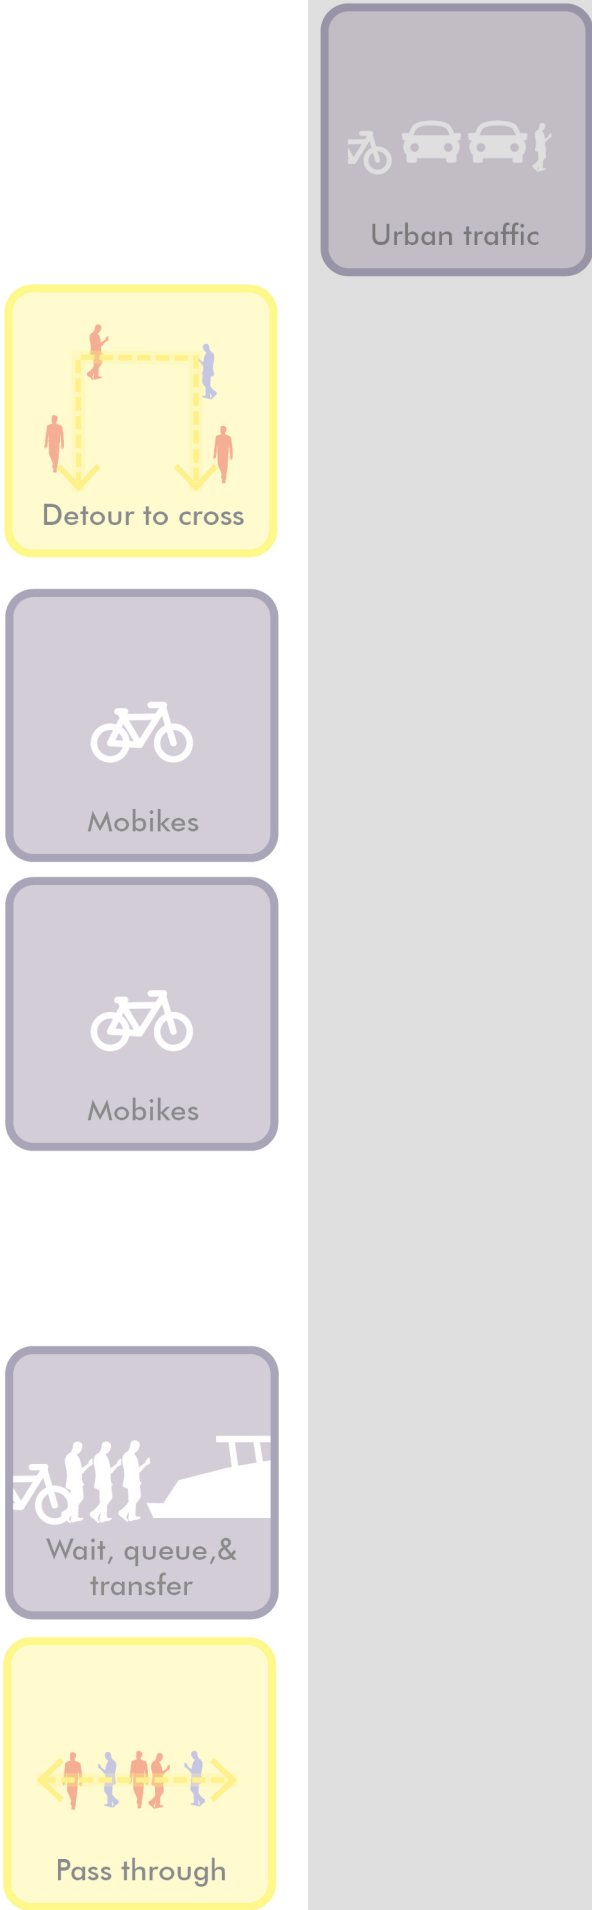 Urban traffic
Detour to cross
Mobikes
Mobikes
Wait, queue,&
transfer
Pass through